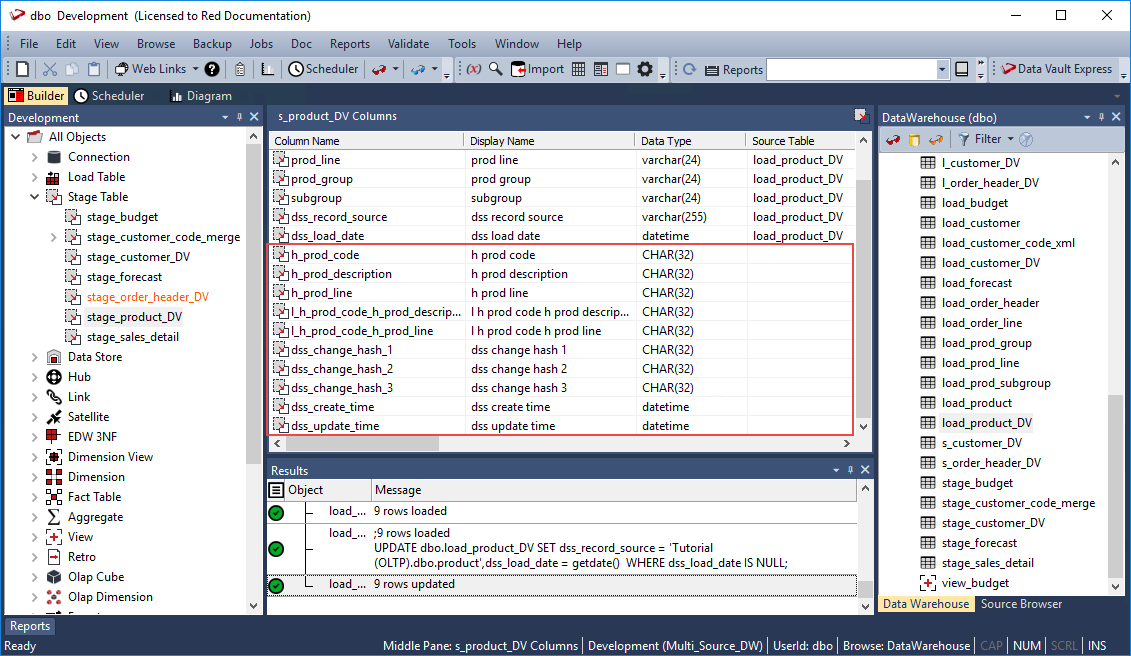 dbo Development (Licensed to Red Documentation)
File Edit View Browse Backup Jobs Doc Reports Validate Tools Window Help
Web Links Scheduler (x) Import Reports Data Vault Express
Builder Scheduler Diagram
Development
All Objects
Connection
Load Table
Stage Table
stage_budget
stage_customer_code_merge
stage_customer_DV
stage_forecast
stage_order_header_DV
stage_product_DV
stage_sales_detail
Data Store
Hub
Link
Satellite
EDW 3NF
Dimension View
Dimension
Fact Table
Aggregate
View
Retro
Olap Cube
Olap Dimension
s_product_DV Columns
Column Name Display Name Data Type Source Table
prod_line prod line varchar(24) load_product_DV
prod_group prod group varchar(24) load_product_DV
subgroup subgroup varchar(24) load_product_DV
dss_record_source dss record source varchar(255) load_product_DV
dss_load_date dss load date datetime load_product_DV
h_prod_code h prod code CHAR(32)
h_prod_description h prod description CHAR(32)
h_prod_line h prod line CHAR(32)
l_h_prod_code_h_prod_descrip... l h prod code h prod descrip... CHAR(32)
l_h_prod_code_h_prod_line l h prod code h prod line CHAR(32)
dss_change_hash_1 dss change hash 1 CHAR(32)
dss_change_hash_2 dss change hash 2 CHAR(32)
dss_change_hash_3 dss change hash 3 CHAR(32)
dss_create_time dss create time datetime
dss_update_time dss update time datetime
Results
Object Message
load_... 9 rows loaded
load_... ;9 rows loaded
UPDATE dbo.load_product_DV SET dss_record_source = 'Tutorial
(OLTP).dbo.product',dss_load_date = getdate() WHERE dss_load_date IS NULL;
load_... 9 rows updated
DataWarehouse (dbo)
Filter
l_customer_DV
l_order_header_DV
load_budget
load_customer
load_customer_code_xml
load_customer_DV
load_forecast
load_order_header
load_order_line
load_prod_group
load_prod_line
load_prod_subgroup
load_product
load_product_DV
s_customer_DV
s_order_header_DV
stage_budget
stage_customer_code_merge
stage_customer_DV
stage_forecast
stage_sales_detail
view_budget
Data Warehouse Source Browser
Reports
Ready Middle Pane: s_product_DV Columns Development (Multi_Source_DW) UserId: dbo Browse: DataWarehouse CAP NUM SCRL INS